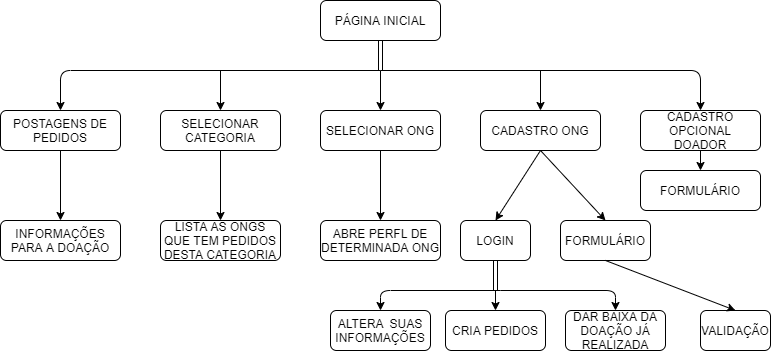 PÁGINA INICIAL
POSTAGENS DE
PEDIDOS
SELECIONAR
CATEGORIA
SELECIONAR ONG
CADASTRO ONG
CADASTRO
OPCIONAL
DOADOR
FORMULÁRIO
INFORMAÇÕES
PARA A DOAÇÃO
LISTA AS ONGS
QUE TEM PEDIDOS
DESTA CATEGORIA
ABRE PERFL DE
DETERMINADA ONG
LOGIN
FORMULÁRIO
ALTERA SUAS
INFORMAÇÕES
CRIA PEDIDOS
DAR BAIXA DA
DOAÇÃO JÁ
REALIZADA
VALIDAÇÃO